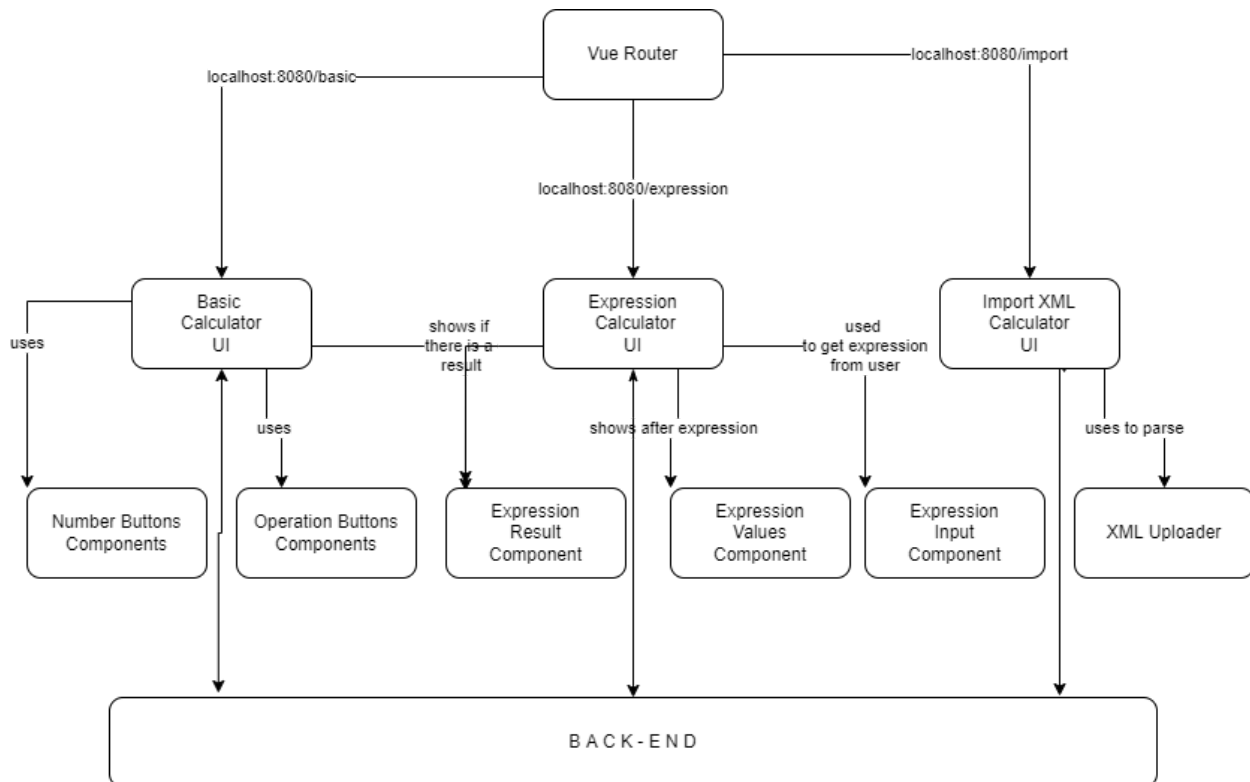 Vue Router
localhost:8080/import
localhost:8080/basic
localhost:8080/expression
Basic
Calculator
UI
Expression
Calculator
UI
Import XML
Calculator
UI
uses
shows if
there is a
result
used
to get expression
from user
uses
shows after expression
uses to parse
Number Buttons
Components
Operation Buttons
Components
Expression
Result
Component
Expression
Values
Component
Expression
Input
Component
XML Uploader
B A C K - E N D